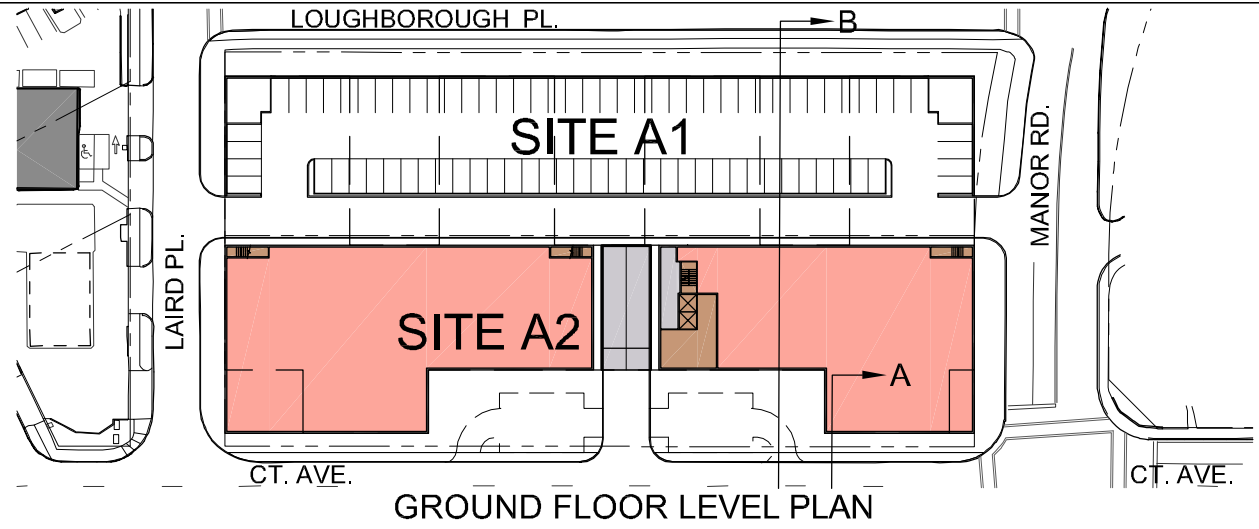 LOUGHBOROUGH PL.
B
SITE A1
MANOR RD.
LAIRD PL.
SITE A2
A
CT. AVE.
CT. AVE.
GROUND FLOOR LEVEL PLAN